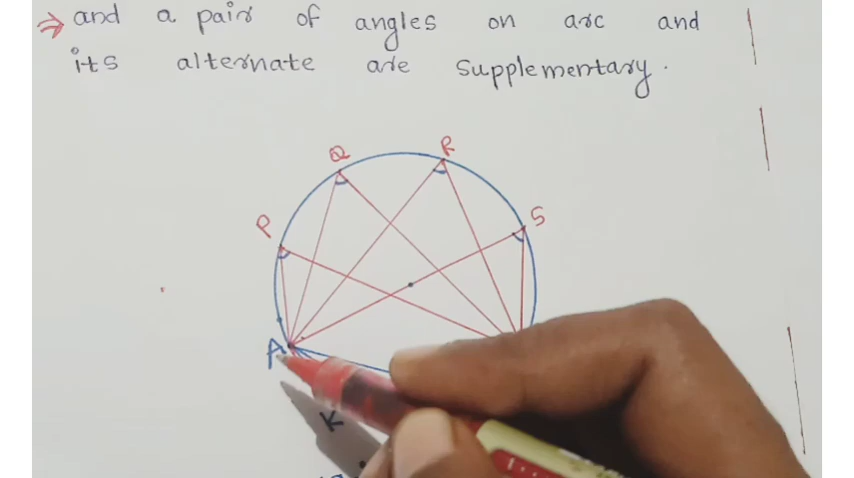 and a pair of angles on arc and
its alternate are supplementary.
Q
R
P
S
A
K